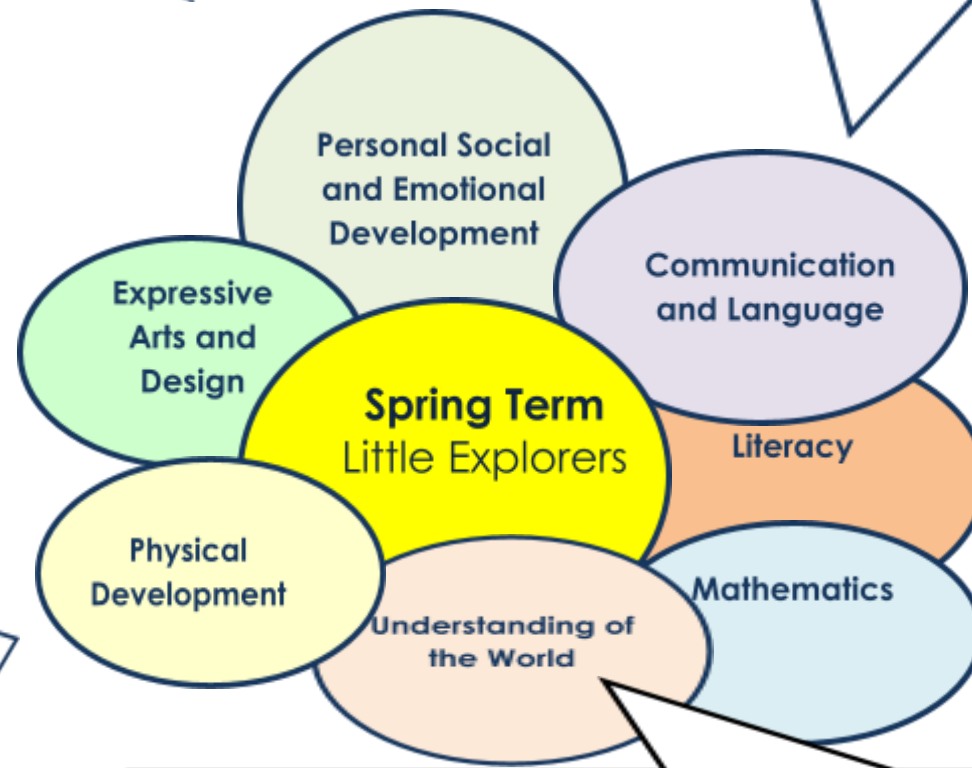 Personal Social
and Emotional
Development
Communication
and Language
Expressive
Arts and
Design
Spring Term
Little Explorers
Literacy
Physical
Development
Mathematics
Understanding of
the World